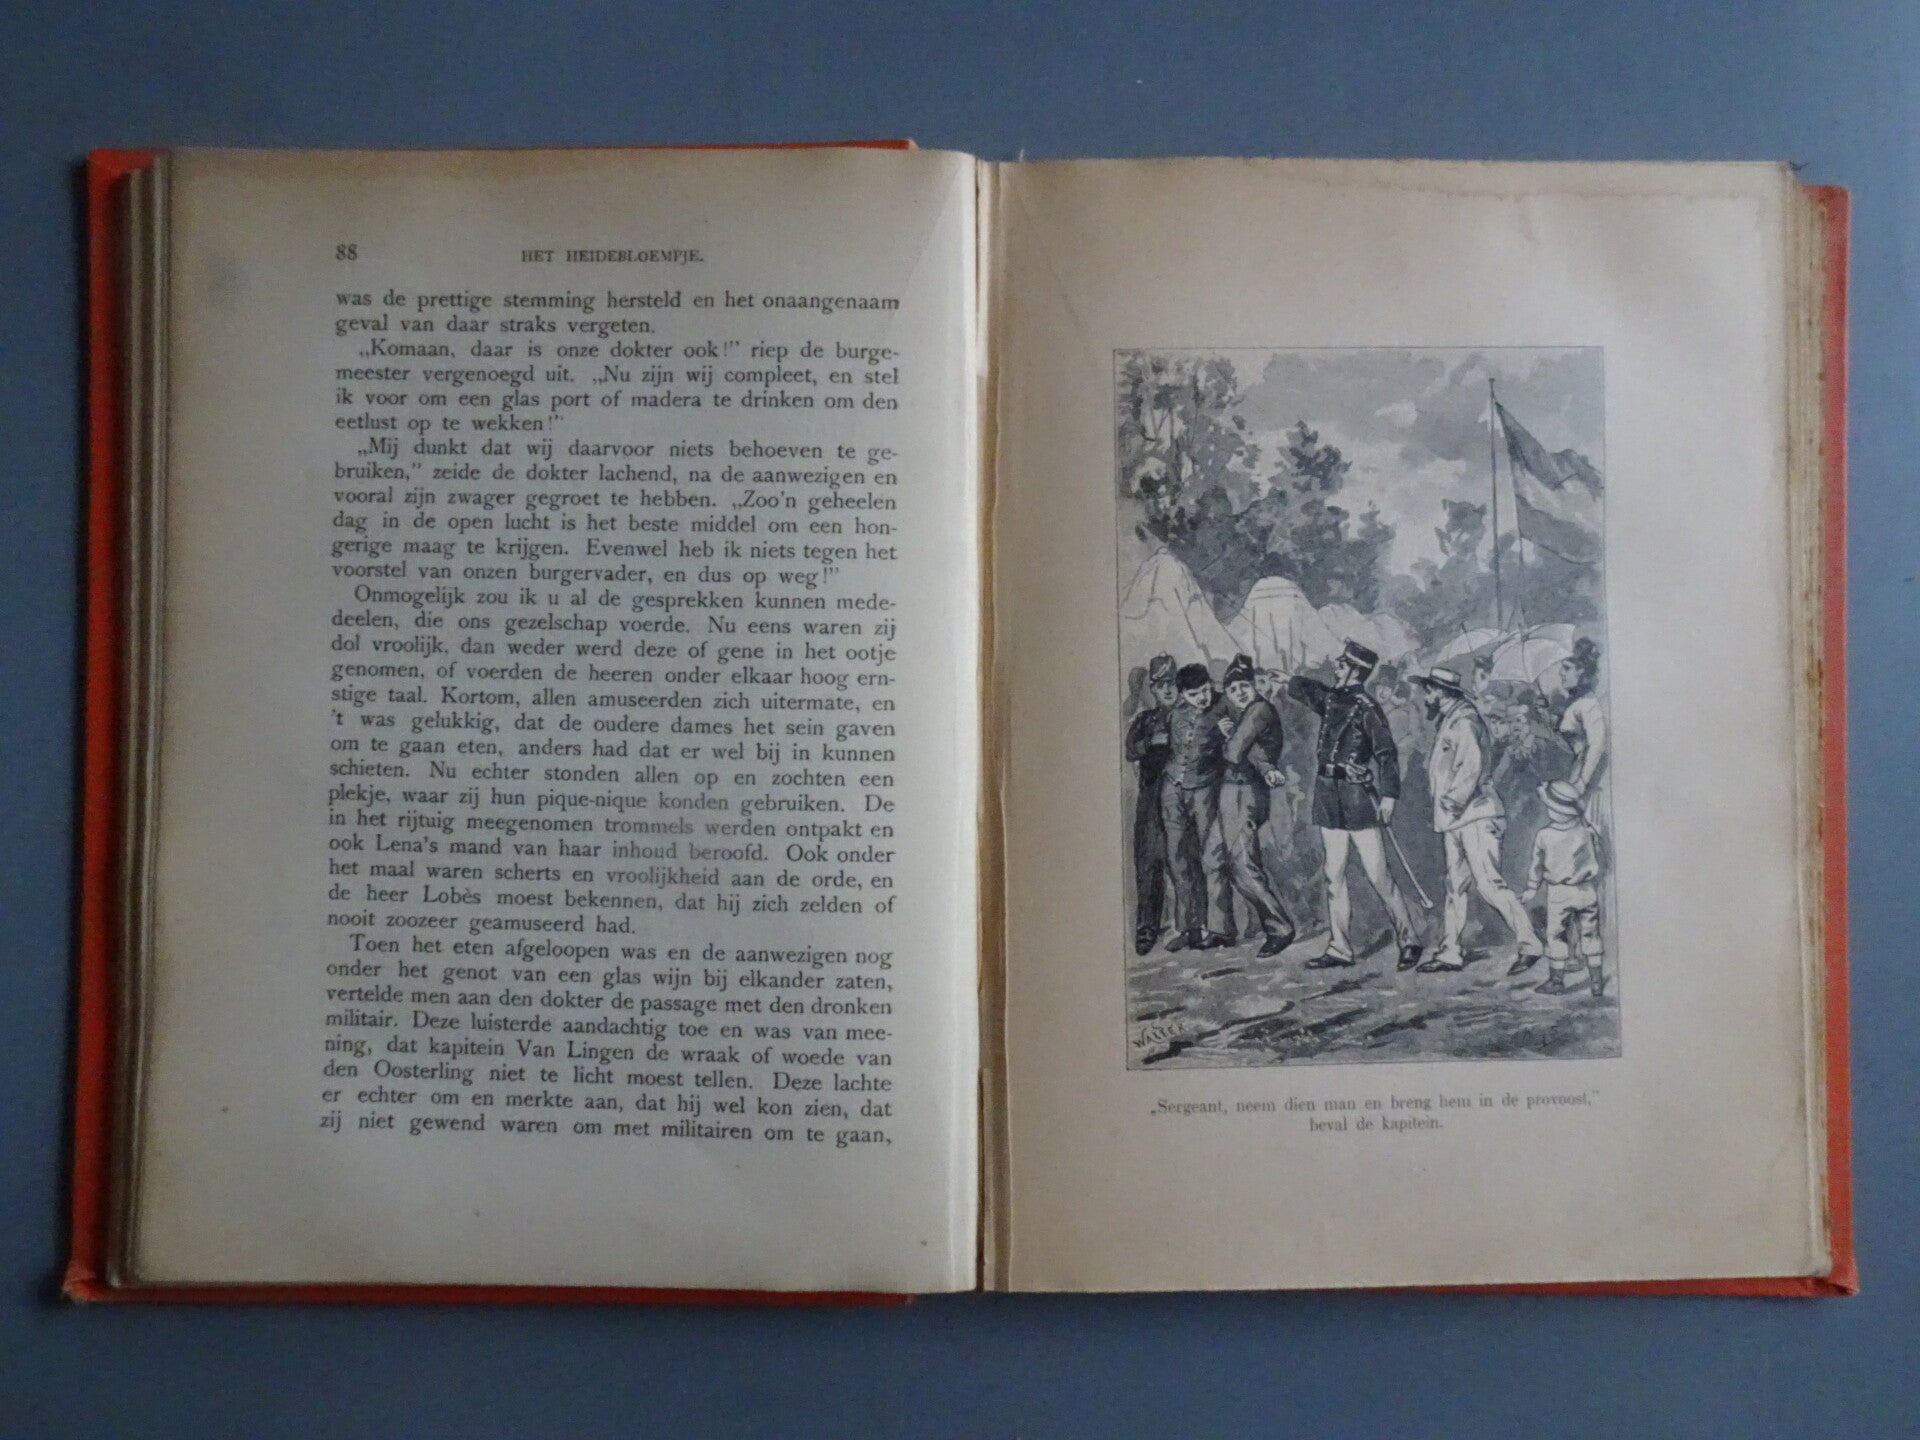 88
HET HEIDEBLOEMPJE.
was de prettige stemming hersteld en het onaangenaam
geval van daar straks vergeten.
„Komaan, daar is onze dokter ook!” riep de burge-
meester vergenoegd uit. „Nu zijn wij compleet, en stel
ik voor om een glas port of madera te drinken om den
eetlust op te wekken!”
„Mij dunkt dat wij daarvoor niets behoeven te ge-
bruiken,” zeide de dokter lachend, na de aanwezigen en
vooral zijn zwager gegroet te hebben. „Zoo'n geheelen
dag in de open lucht is het beste middel om een hon-
gerige maag te krijgen. Evenwel heb ik niets tegen het
voorstel van onzen burgervader, en dus op weg!”
Onmogelijk zou ik u al de gesprekken kunnen mede-
deelen, die ons gezelschap voerde. Nu eens waren zij
dol vroolijk, dan weder werd deze of gene in het ootje
genomen, of voerden de heeren onder elkaar hoog ern-
stige taal. Kortom, allen amuseerden zich uitermate, en
't was gelukkig, dat de oudere dames het sein gaven
om te gaan eten, anders had dat er wel bij in kunnen
schieten. Nu echter stonden allen op en zochten een
plekje, waar zij hun pique-nique konden gebruiken. De
in het rijtuig meegenomen trommels werden ontpakt en
ook Lena's mand van haar inhoud beroofd. Ook onder
het maal waren scherts en vroolijkheid aan de orde, en
de heer Lobès moest bekennen, dat hij zich zelden of
nooit zoozeer geamuseerd had.
Toen het eten afgeloopen was en de aanwezigen nog
onder het genot van een glas wijn bij elkander zaten,
vertelde men aan den dokter de passage met den dronken
militair. Deze luisterde aandachtig toe en was van mee-
ning, dat kapitein Van Lingen de wraak of woede van
den Oosterling niet te licht moest tellen. Deze lachte
er echter om en merkte aan, dat hij wel kon zien, dat
zij niet gewend waren om met militairen om te gaan,
WALTER
„Sergeant, neem dien man en breng hem in de provoost,”
beval de kapitein.